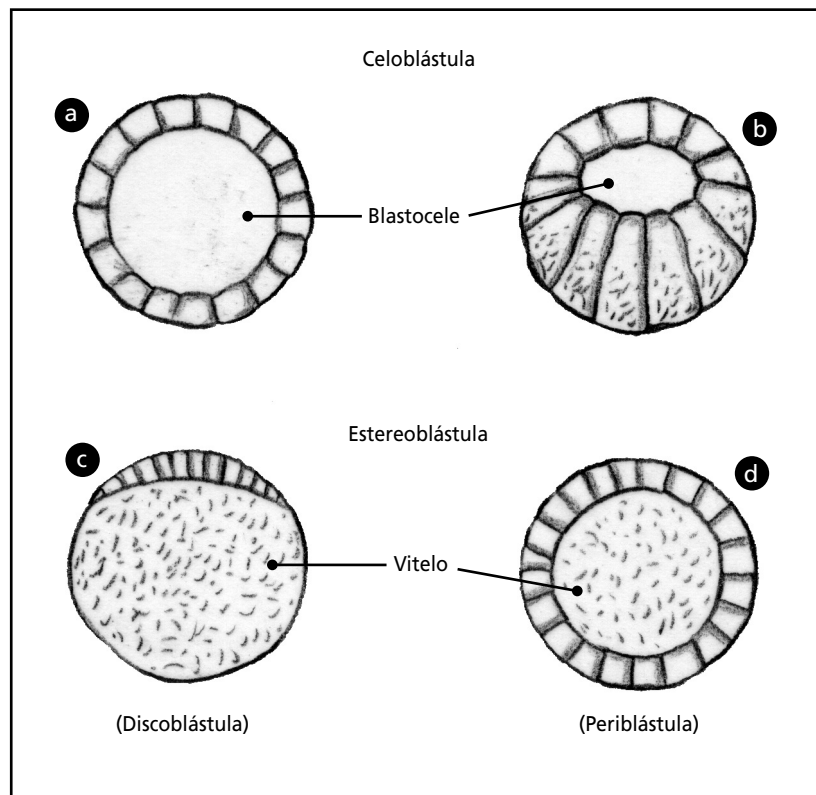 Celoblástula
a
b
Blastocele
Estereoblástula
c
d
Vitelo
(Discoblástula)
(Periblástula)